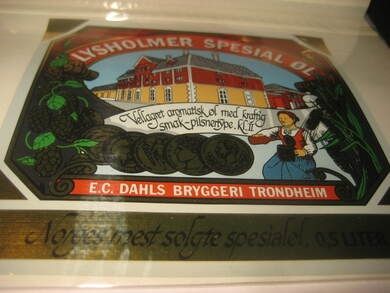 LYSHOLMER SPESIAL ØL
Vellagret aromatisk øl med kraftig
smak-pilsnertype. kl.II
E.C. DAHLS BRYGGERI TRONDHEIM
Norges mest solgte spesialøl. 0,5 LITER